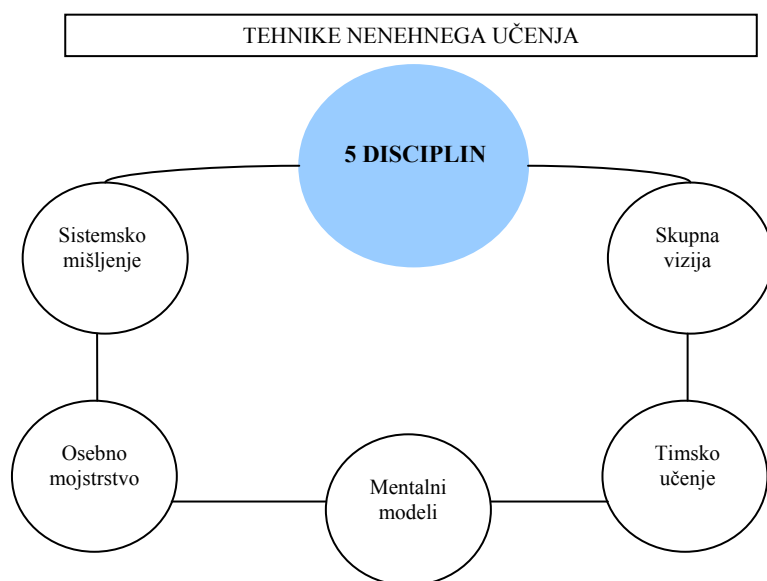 TEHNIKE NENEHNEGA UČENJA
5 DISCIPLIN
Sistemsko
mišljenje
Skupna
vizija
Osebno
mojstrstvo
Mentalni
modeli
Timsko
učenje